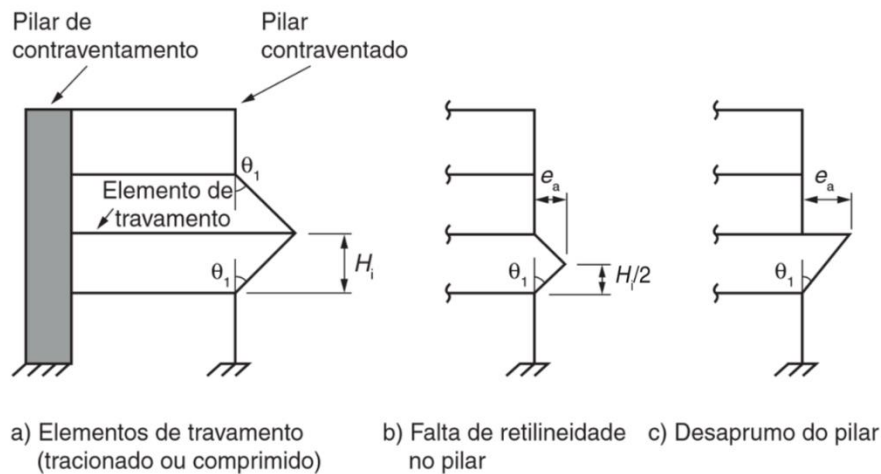 Pilar de
contraventamento
Pilar
contraventado
θ1
Elemento de
travamento
θ1
Hi
ea
θ1
Hi/2
ea
θ1
a) Elementos de travamento
(tracionado ou comprimido)
b) Falta de retilineidade
no pilar
c) Desaprumo do pilar